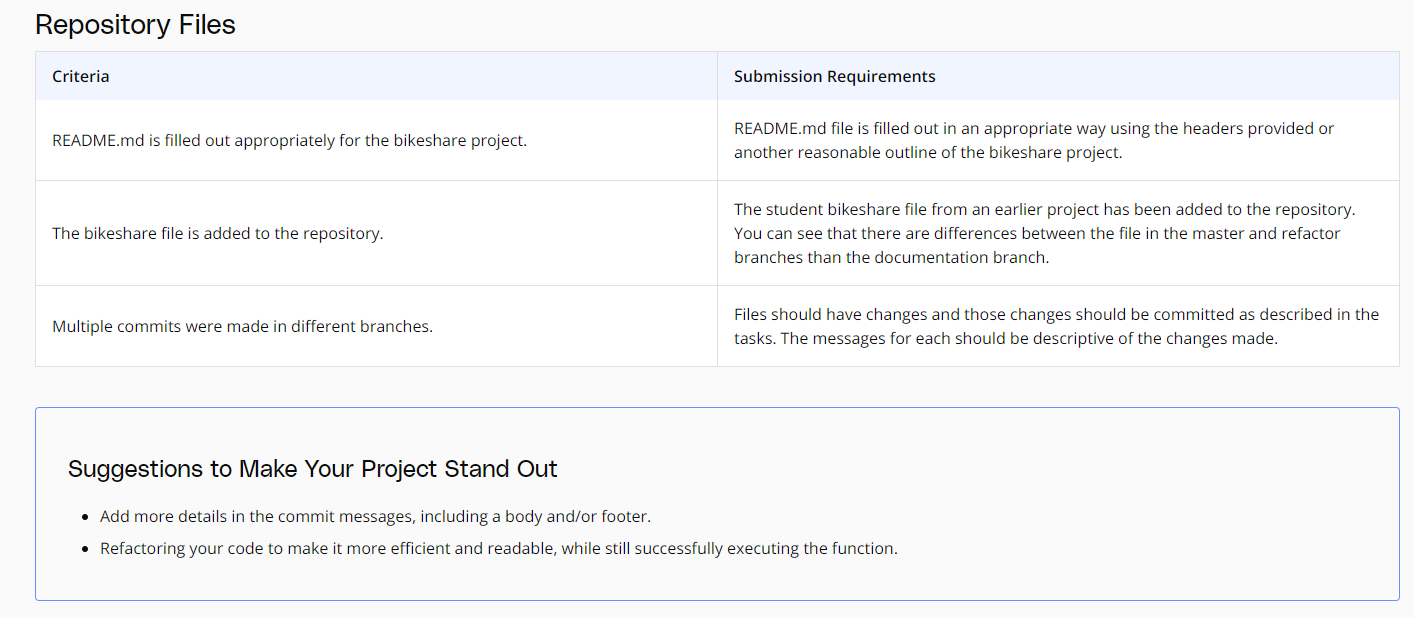 Repository Files
Criteria
Submission Requirements
README.md is filled out appropriately for the bikeshare project.
README.md file is filled out in an appropriate way using the headers provided or
another reasonable outline of the bikeshare project.
The bikeshare file is added to the repository.
The student bikeshare file from an earlier project has been added to the repository.
You can see that there are differences between the file in the master and refactor
branches than the documentation branch.
Multiple commits were made in different branches.
Files should have changes and those changes should be committed as described in the
tasks. The messages for each should be descriptive of the changes made.
Suggestions to Make Your Project Stand Out
• Add more details in the commit messages, including a body and/or footer.
• Refactoring your code to make it more efficient and readable, while still successfully executing the function.